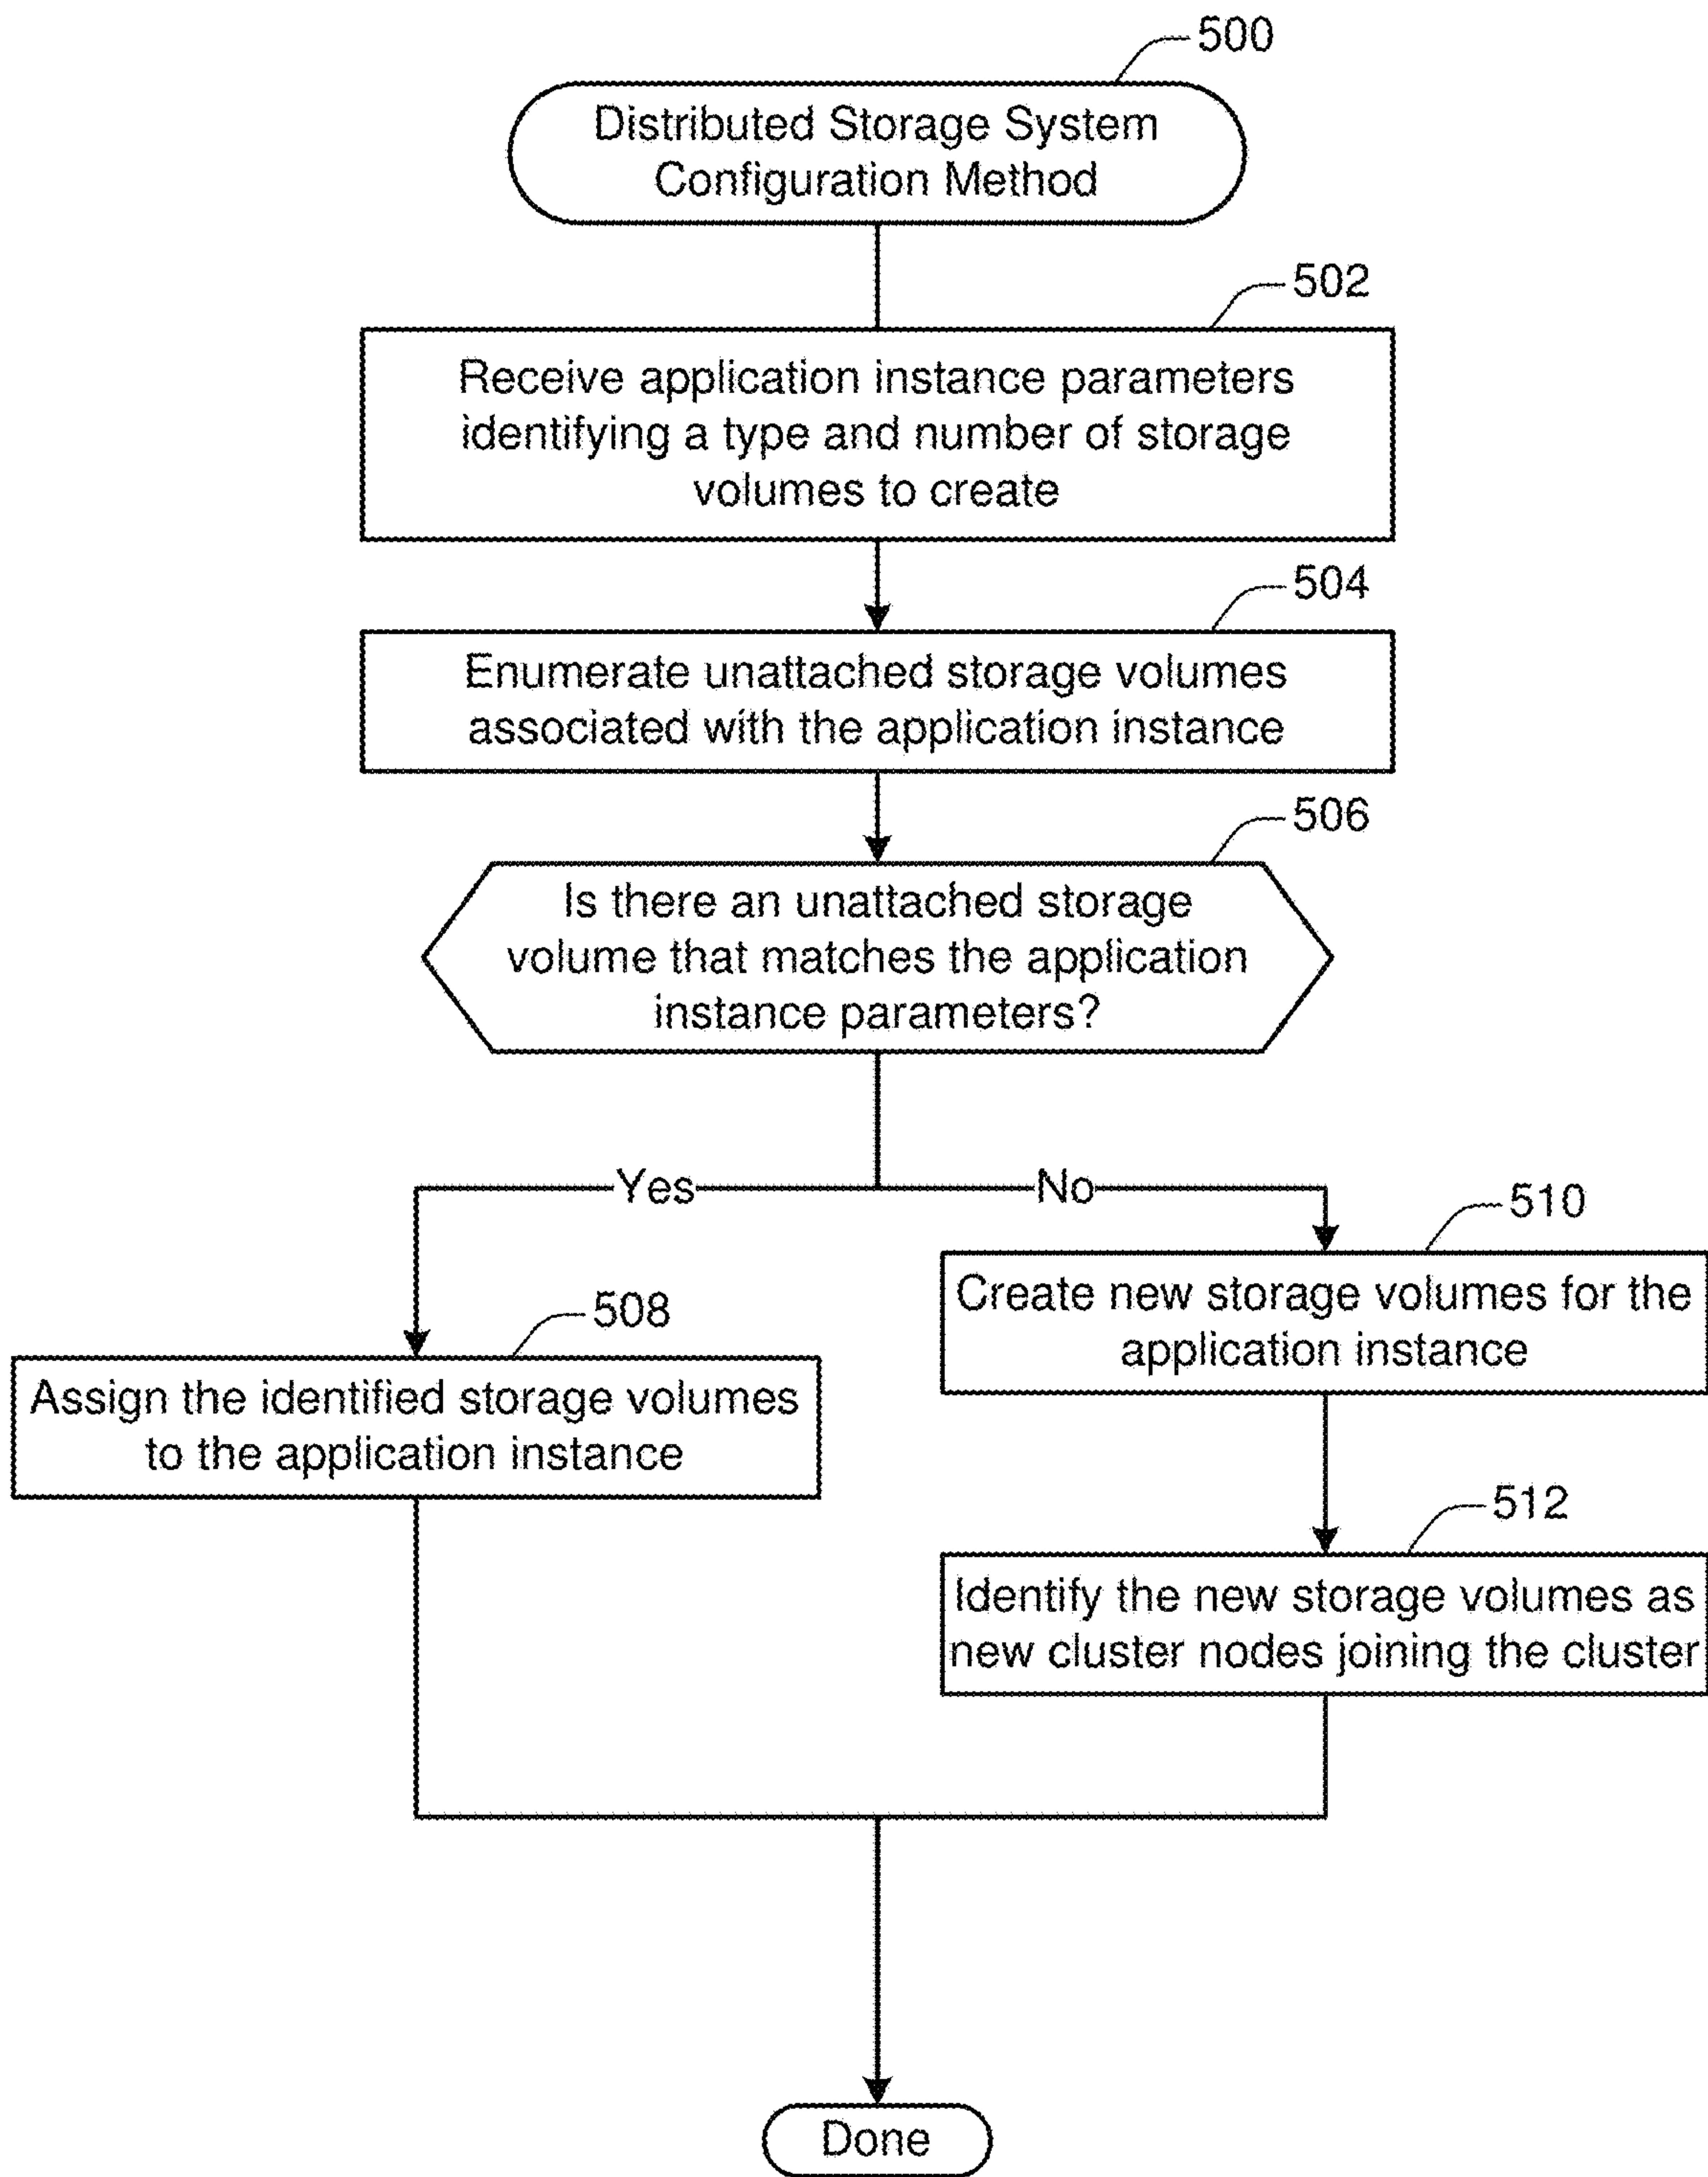 500
Distributed Storage System
Configuration Method
502
Receive application instance parameters
identifying a type and number of storage
volumes to create
504
Enumerate unattached storage volumes
associated with the application instance
506
Is there an unattached storage
volume that matches the application
instance parameters?
Yes
No
508
Assign the identified storage volumes
to the application instance
510
Create new storage volumes for the
application instance
512
Identify the new storage volumes as
new cluster nodes joining the cluster
Done